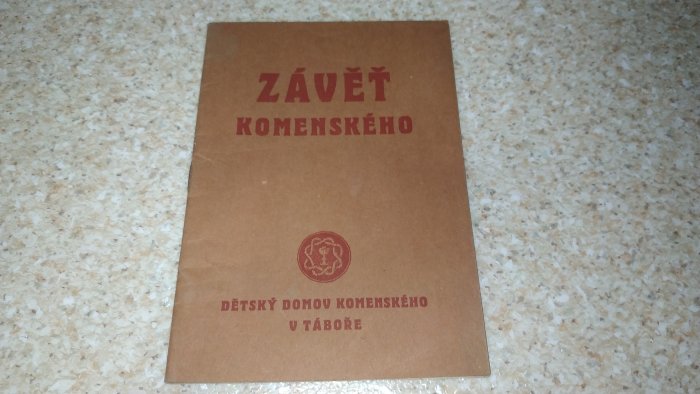 ZÁVĚŤ
KOMENSKÉHO
DĚTSKÝ DOMOV KOMENSKÉHO
V TÁBOŘE